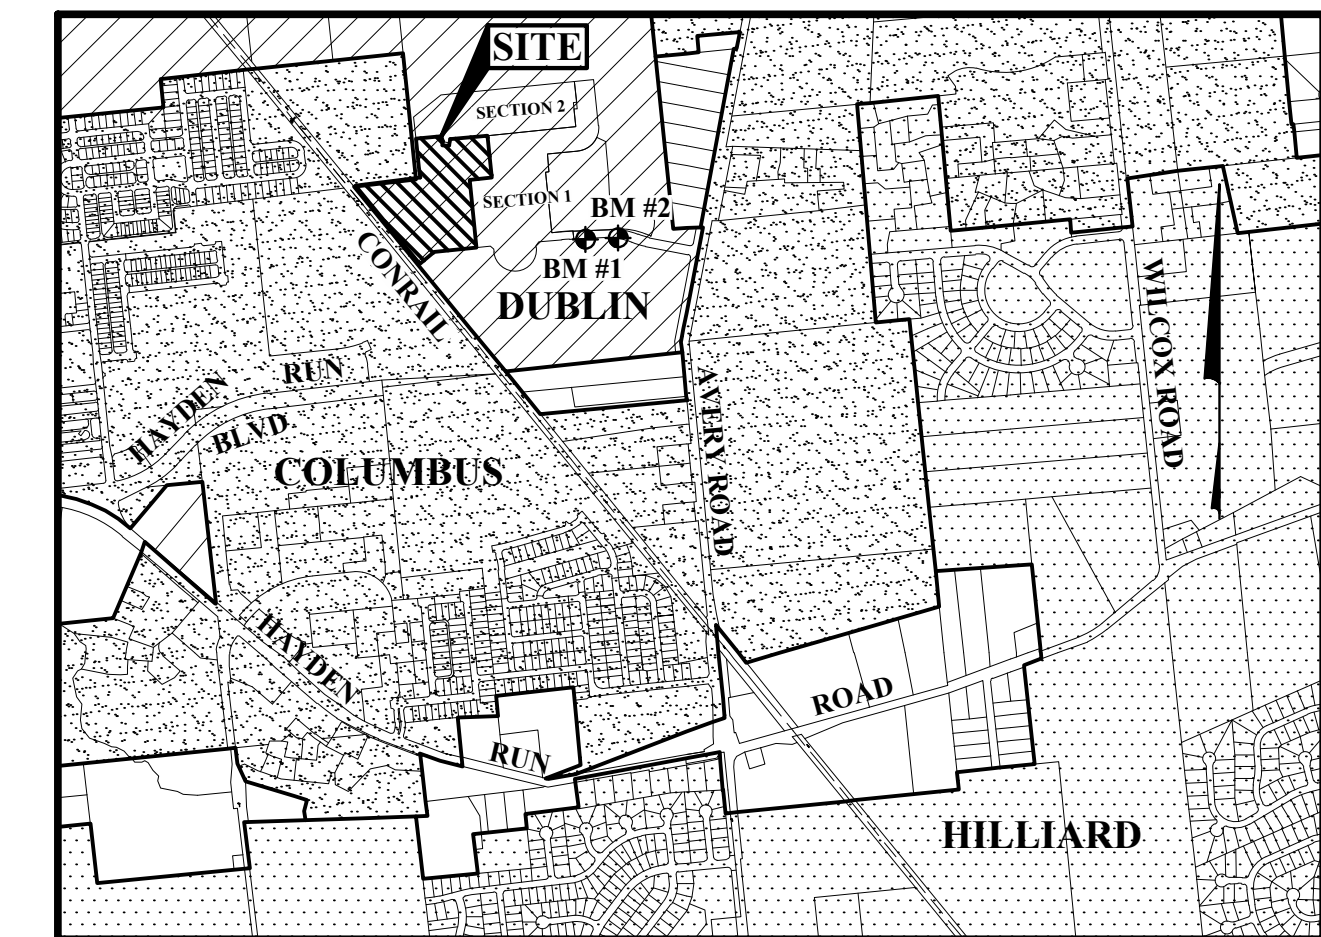 SITE
SECTION 2
SECTION 1
BM #2
BM #1
DUBLIN
CONRAIL
WILCOX ROAD
HAYDEN RUN
BLVD.
AVERY ROAD
COLUMBUS
HAYDEN
RUN
ROAD
HILLIARD